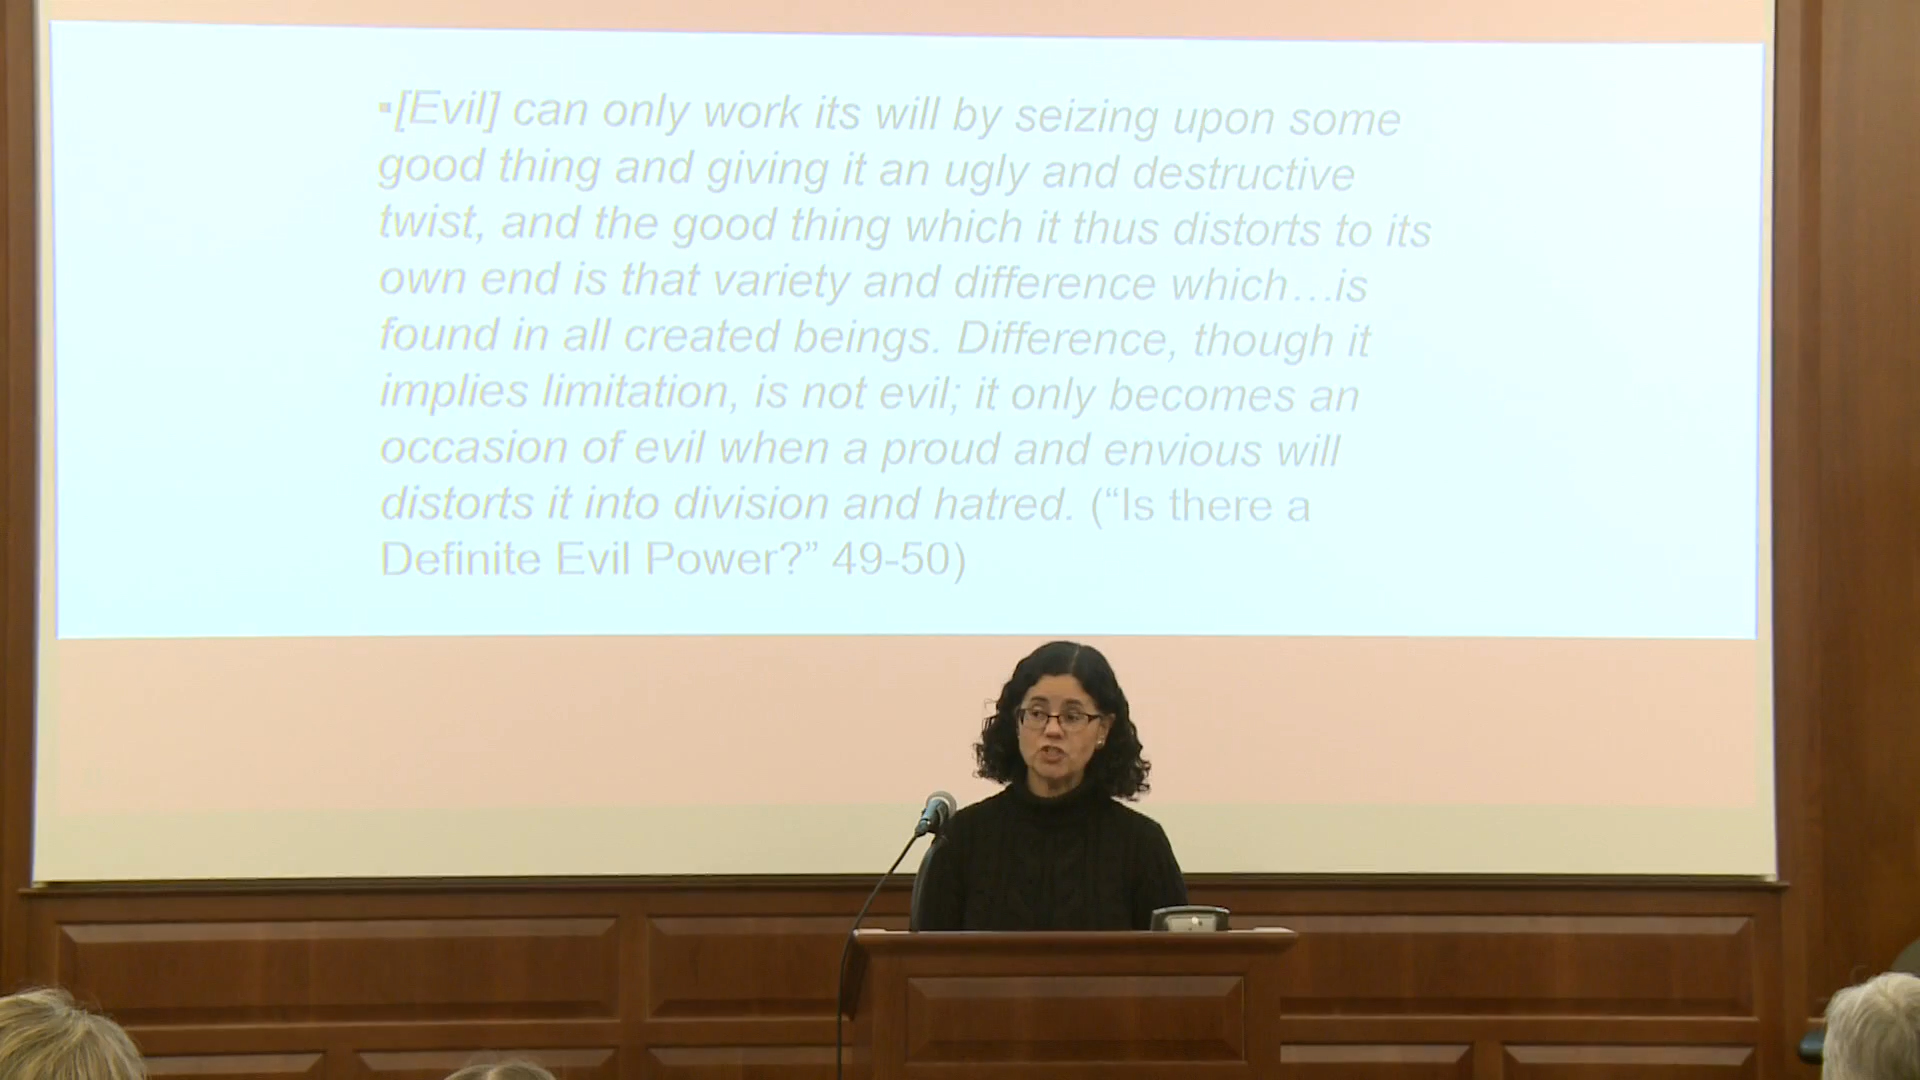 ▪[Evil] can only work its will by seizing upon some
good thing and giving it an ugly and destructive
twist, and the good thing which it thus distorts to its
own end is that variety and difference which…is
found in all created beings. Difference, though it
implies limitation, is not evil; it only becomes an
occasion of evil when a proud and envious will
distorts it into division and hatred. (“Is there a
Definite Evil Power?” 49-50)